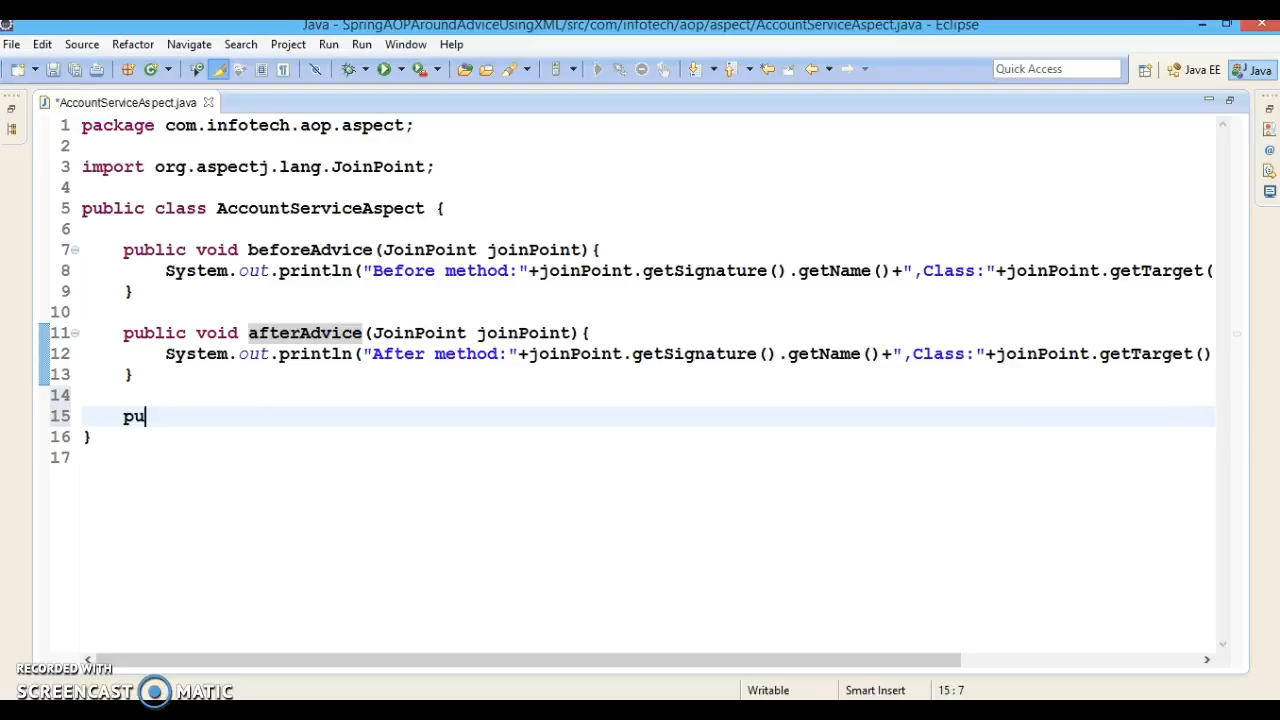 Java - SpringAOPAroundAdviceUsingXML/src/com/infotech/aop/aspect/AccountServiceAspect.java - Eclipse
File Edit Source Refactor Navigate Search Project Run Run Window Help
Quick Access Java EE Java
*AccountServiceAspect.java
1 package com.infotech.aop.aspect;
2
3 import org.aspectj.lang.JoinPoint;
4
5 public class AccountServiceAspect {
6
7 public void beforeAdvice(JoinPoint joinPoint){
8 System.out.println("Before method:"+joinPoint.getSignature().getName()+",Class:"+joinPoint.getTarget(
9 }
10
11 public void afterAdvice(JoinPoint joinPoint){
12 System.out.println("After method:"+joinPoint.getSignature().getName()+",Class:"+joinPoint.getTarget()
13 }
14
15 pu
16 }
17
RECORDED WITH
SCREENCAST MATIC
Writable Smart Insert 15 : 7